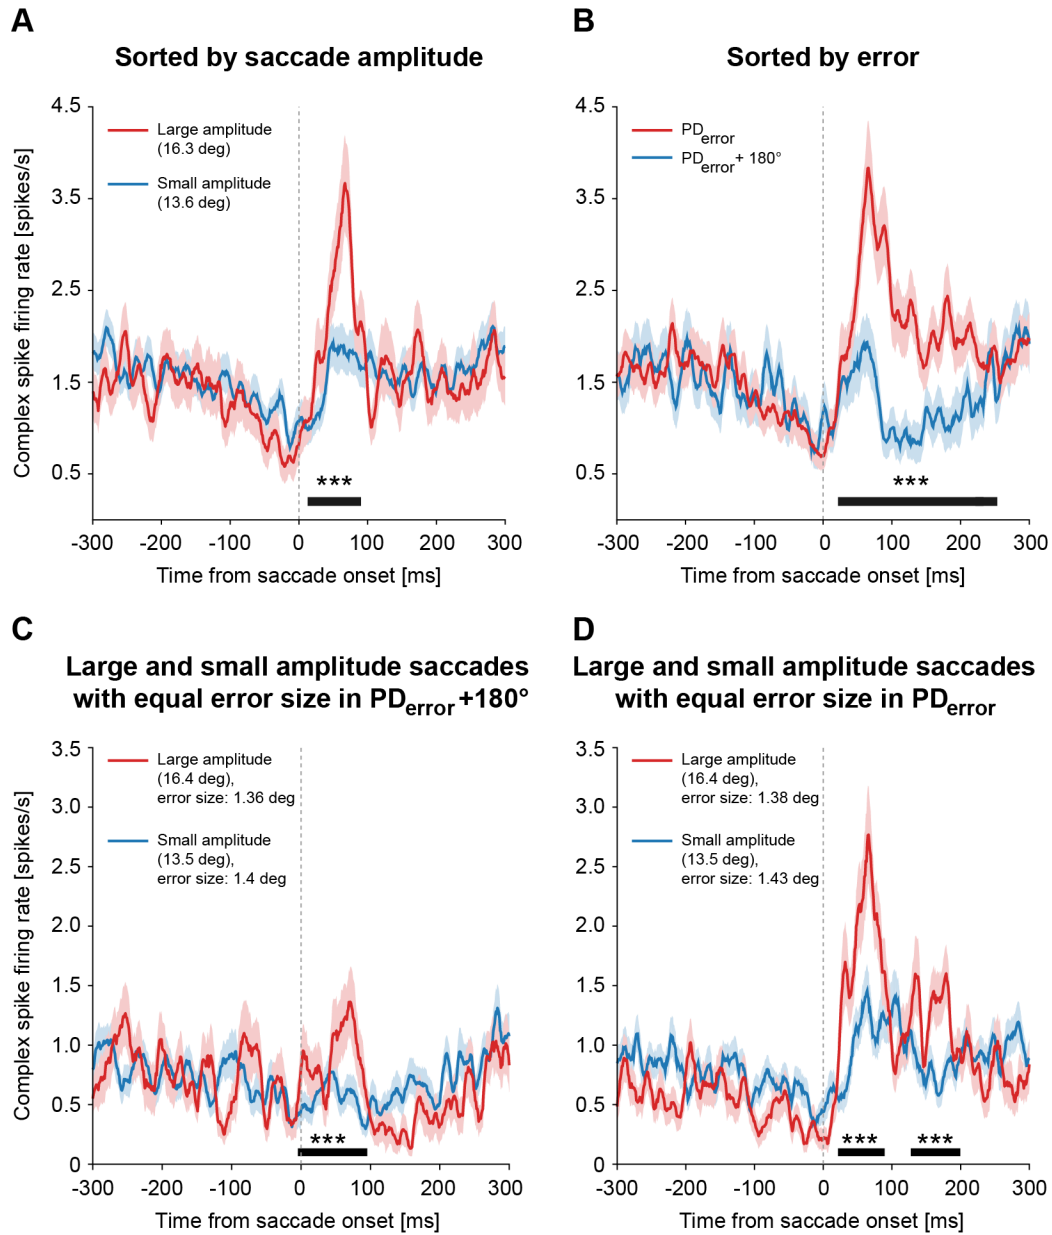 A
Sorted by saccade amplitude
Complex spike firing rate [spikes/s]
4.5
3.5
2.5
1.5
0.5
Large amplitude
(16.3 deg)
Small amplitude
(13.6 deg)
***
-300 -200 -100 0 100 200 300
Time from saccade onset [ms]
B
Sorted by error
4.5
3.5
2.5
1.5
0.5
PDerror
PDerror + 180°
***
-300 -200 -100 0 100 200 300
Time from saccade onset [ms]
C
Large and small amplitude saccades
with equal error size in PDerror +180°
Complex spike firing rate [spikes/s]
3.5
3.0
2.5
2.0
1.5
1.0
0.5
0
Large amplitude
(16.4 deg),
error size: 1.36 deg
Small amplitude
(13.5 deg),
error size: 1.4 deg
***
-300 -200 -100 0 100 200 300
Time from saccade onset [ms]
D
Large and small amplitude saccades
with equal error size in PDerror
3.5
3.0
2.5
2.0
1.5
1.0
0.5
0
Large amplitude
(16.4 deg),
error size: 1.38 deg
Small amplitude
(13.5 deg),
error size: 1.43 deg
*** ***
-300 -200 -100 0 100 200 300
Time from saccade onset [ms]